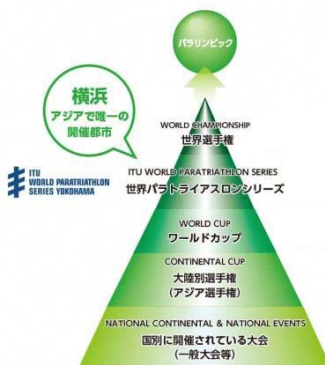 パラリンピック
横浜
アジアで唯一の
開催都市
WORLD CHAMPIONSHIP
世界選手権
ITU
WORLD PARATRIATHLON
SERIES YOKOHAMA
ITU WORLD PARATRIATHLON SERIES
世界パラトライアスロンシリーズ
WORLD CUP
ワールドカップ
CONTINENTAL CUP
大陸別選手権
（アジア選手権）
NATIONAL CONTINENTAL & NATIONAL EVENTS
国別に開催されている大会
（一般大会等）